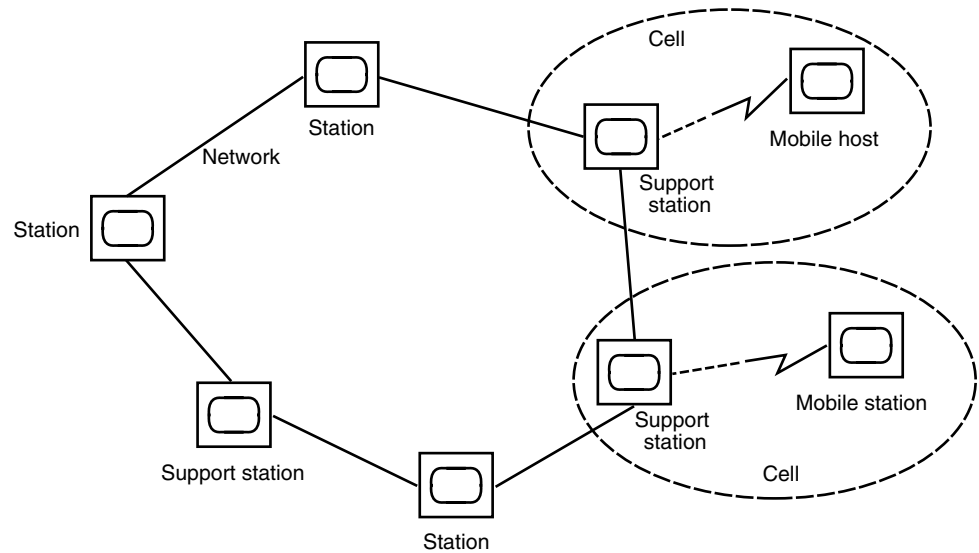 Cell
Station
Mobile host
Network
Support
station
Station
Mobile station
Support
station
Support station
Cell
Station